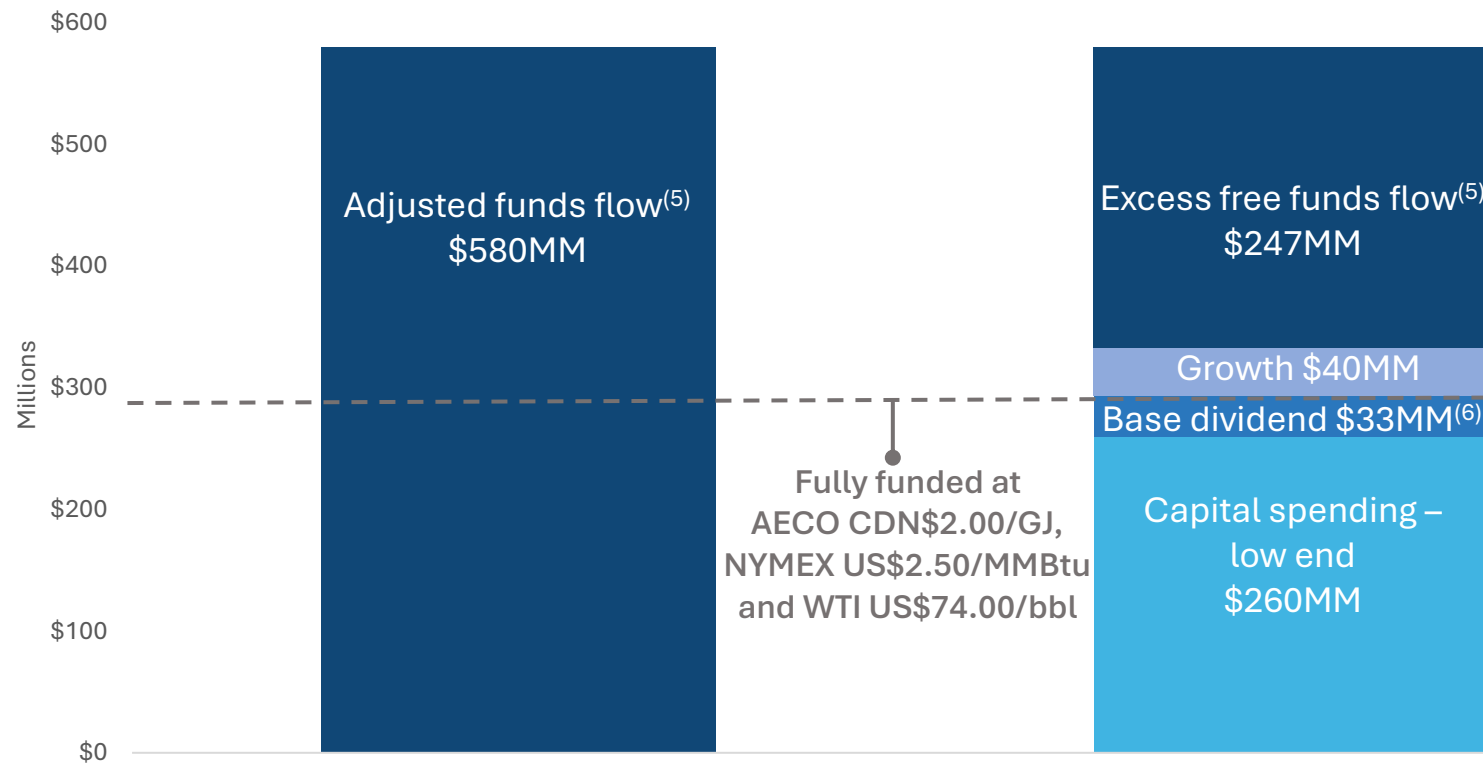 $600
$500
$400
$300
$200
$100
$0
Millions
Adjusted funds flow(5)
$580MM
Fully funded at
AECO CDN$2.00/GJ,
NYMEX US$2.50/MMBtu
and WTI US$74.00/bbl
Excess free funds flow(5)
$247MM
Growth $40MM
Base dividend $33MM(6)
Capital spending –
low end
$260MM